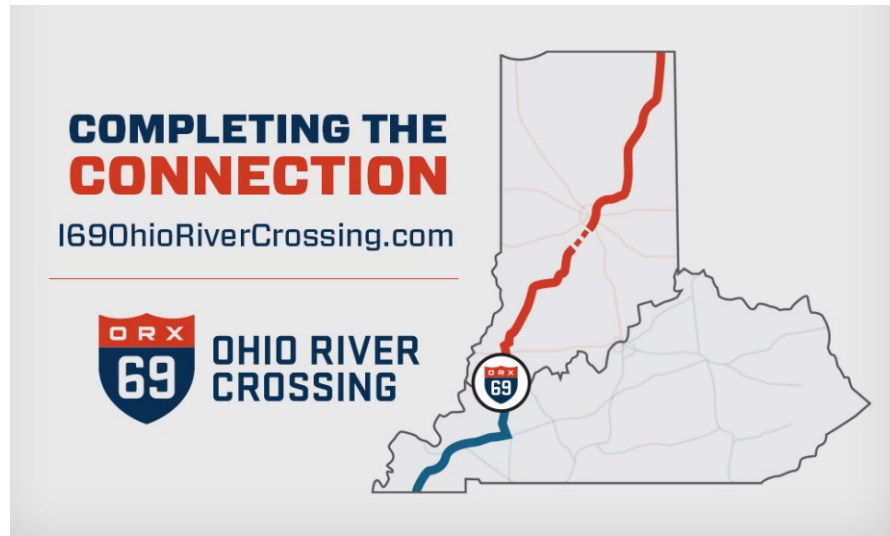 COMPLETING THE
CONNECTION
I69OhioRiverCrossing.com
ORX
69
OHIO RIVER
CROSSING
ORX
69